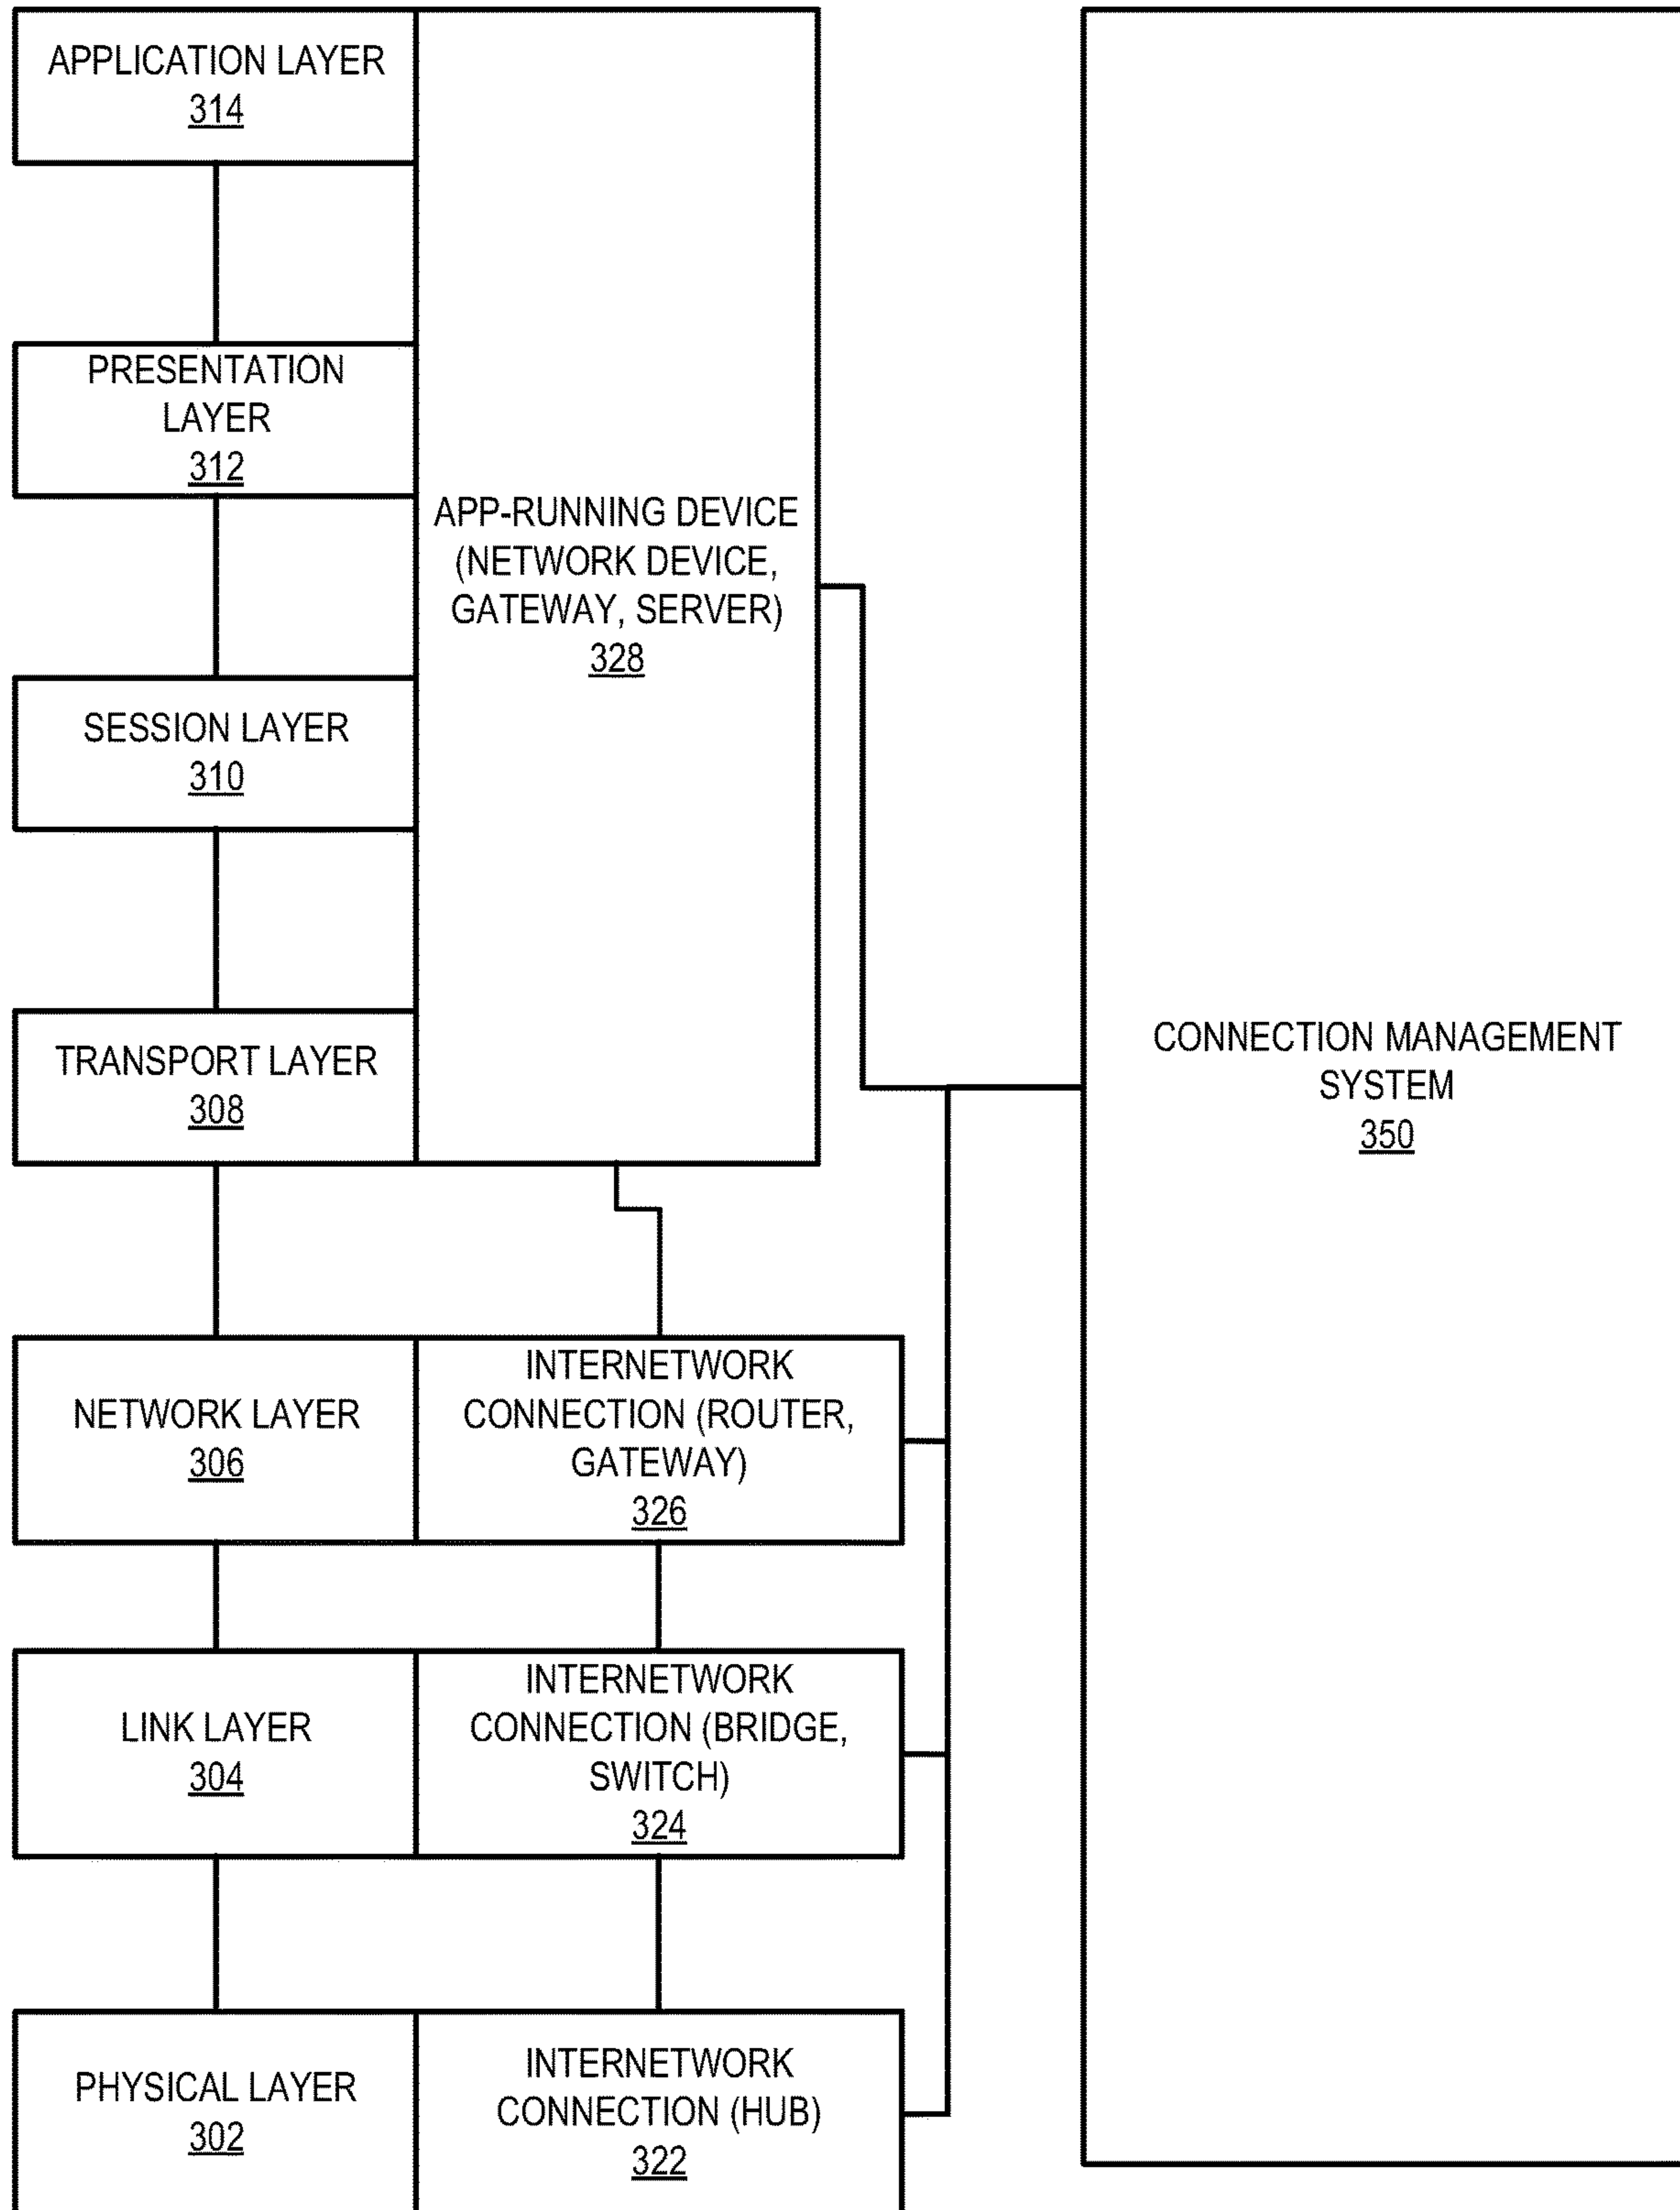 APPLICATION LAYER
314
PRESENTATION
LAYER
312
APP-RUNNING DEVICE
(NETWORK DEVICE,
GATEWAY, SERVER)
328
SESSION LAYER
310
TRANSPORT LAYER
308
CONNECTION MANAGEMENT
SYSTEM
350
NETWORK LAYER
306
INTERNETWORK
CONNECTION (ROUTER,
GATEWAY)
326
LINK LAYER
304
INTERNETWORK
CONNECTION (BRIDGE,
SWITCH)
324
PHYSICAL LAYER
302
INTERNETWORK
CONNECTION (HUB)
322